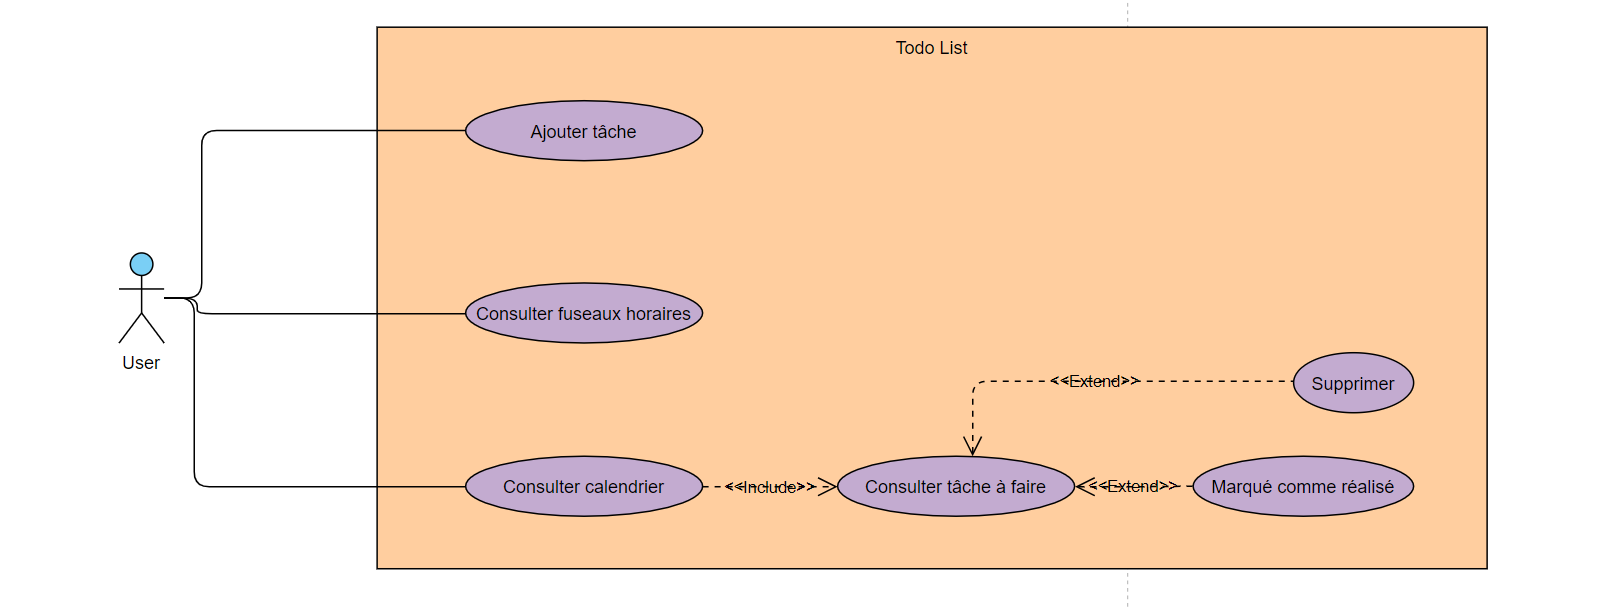 Todo List
Ajouter tâche
Consulter fuseaux horaires
User
<<Extend>>
Supprimer
Consulter calendrier
<<Include>>
Consulter tâche à faire
<<Extend>>
Marqué comme réalisé